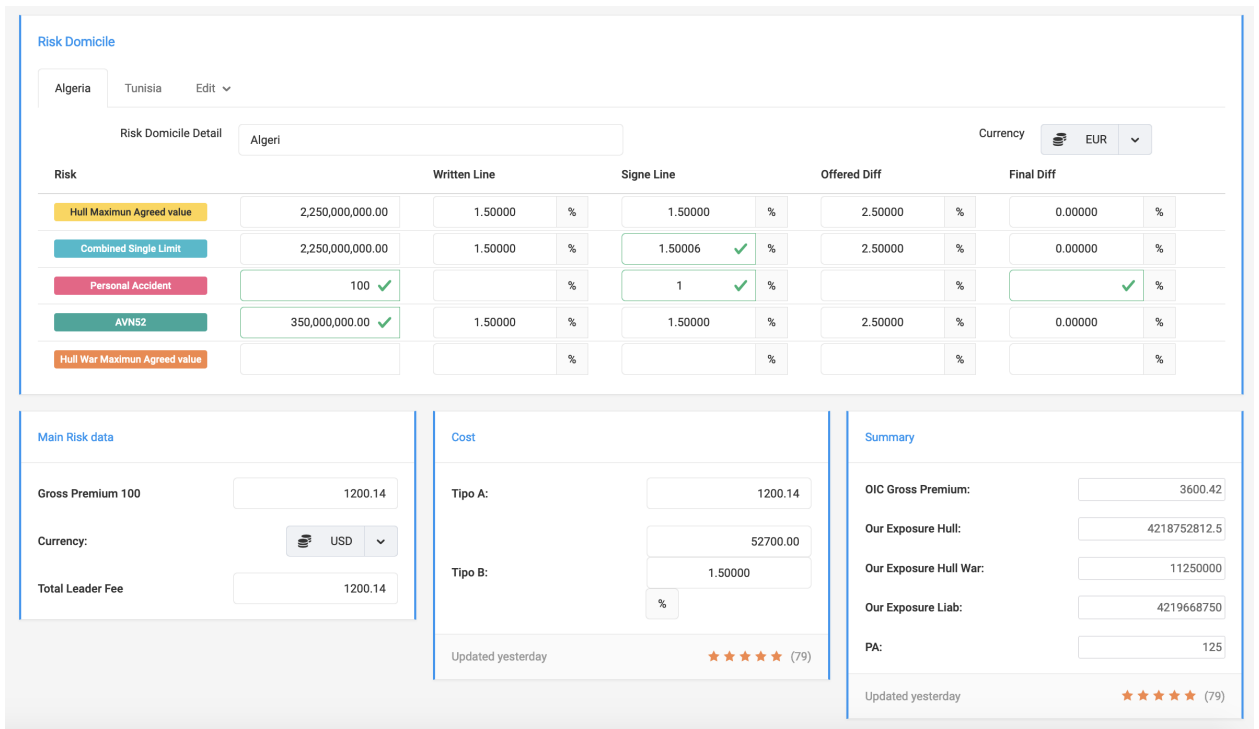 Risk Domicile
Algeria Tunisia Edit
Risk Domicile Detail Algeri Currency EUR
Risk Written Line Signe Line Offered Diff Final Diff
Hull Maximun Agreed value 2,250,000,000.00 1.50000 % 1.50000 % 2.50000 % 0.00000 %
Combined Single Limit 2,250,000,000.00 1.50000 % 1.50006 % 2.50000 % 0.00000 %
Personal Accident 100 % 1 % % %
AVN52 350,000,000.00 1.50000 % 1.50000 % 2.50000 % 0.00000 %
Hull War Maximun Agreed value % % % %
Main Risk data
Gross Premium 100 1200.14
Currency: USD
Total Leader Fee 1200.14
Cost
Tipo A: 1200.14
52700.00
Tipo B: 1.50000
%
Updated yesterday (79)
Summary
OIC Gross Premium: 3600.42
Our Exposure Hull: 4218752812.5
Our Exposure Hull War: 11250000
Our Exposure Liab: 4219668750
PA: 125
Updated yesterday (79)